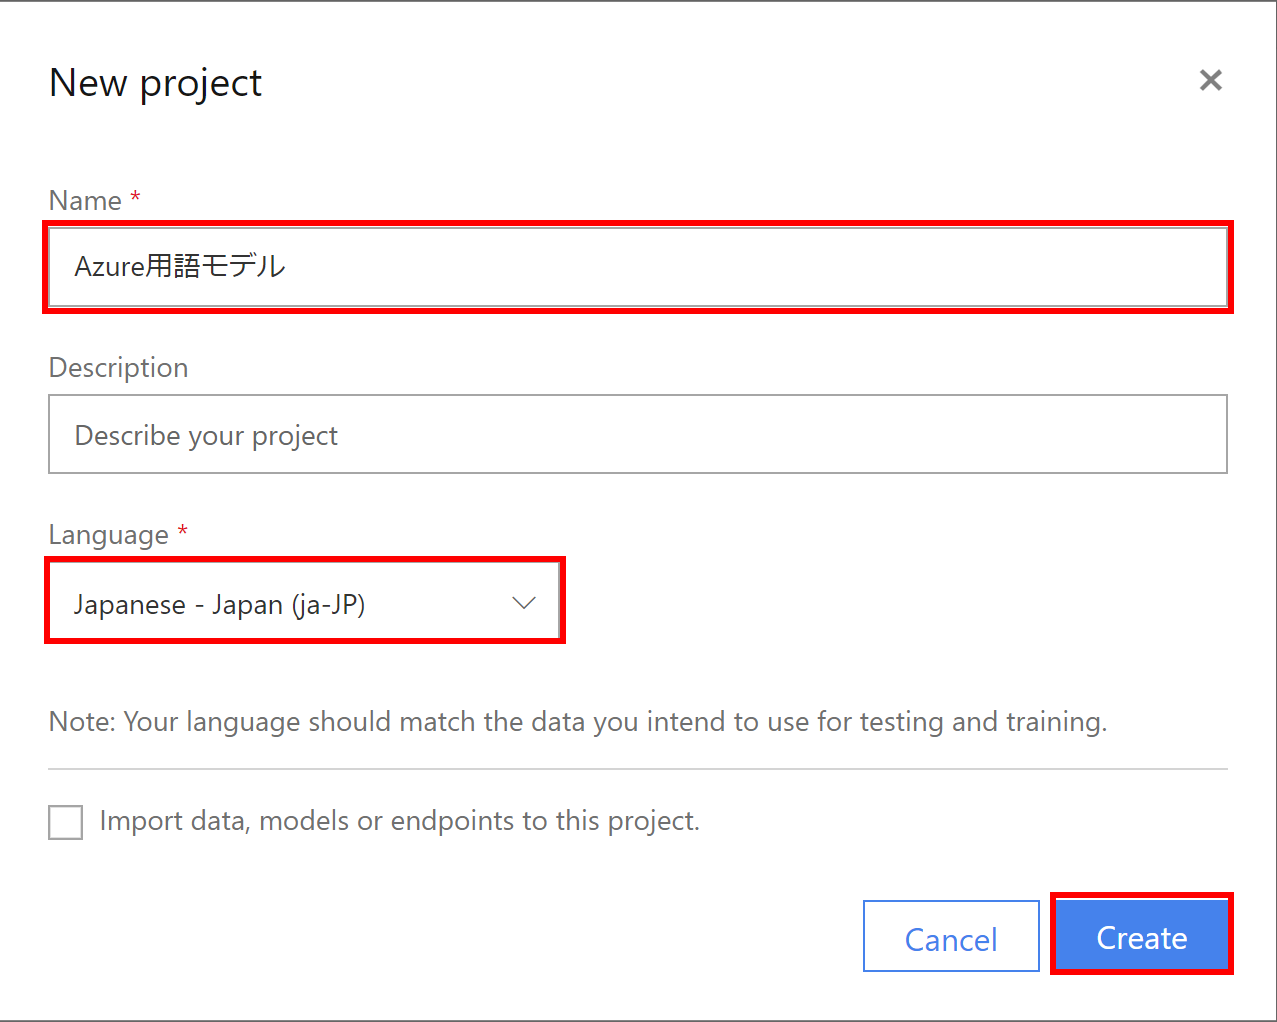 New project
Name *
Azure用語モデル
Description
Describe your project
Language *
Japanese - Japan (ja-JP)
Note: Your language should match the data you intend to use for testing and training.
Import data, models or endpoints to this project.
Cancel
Create